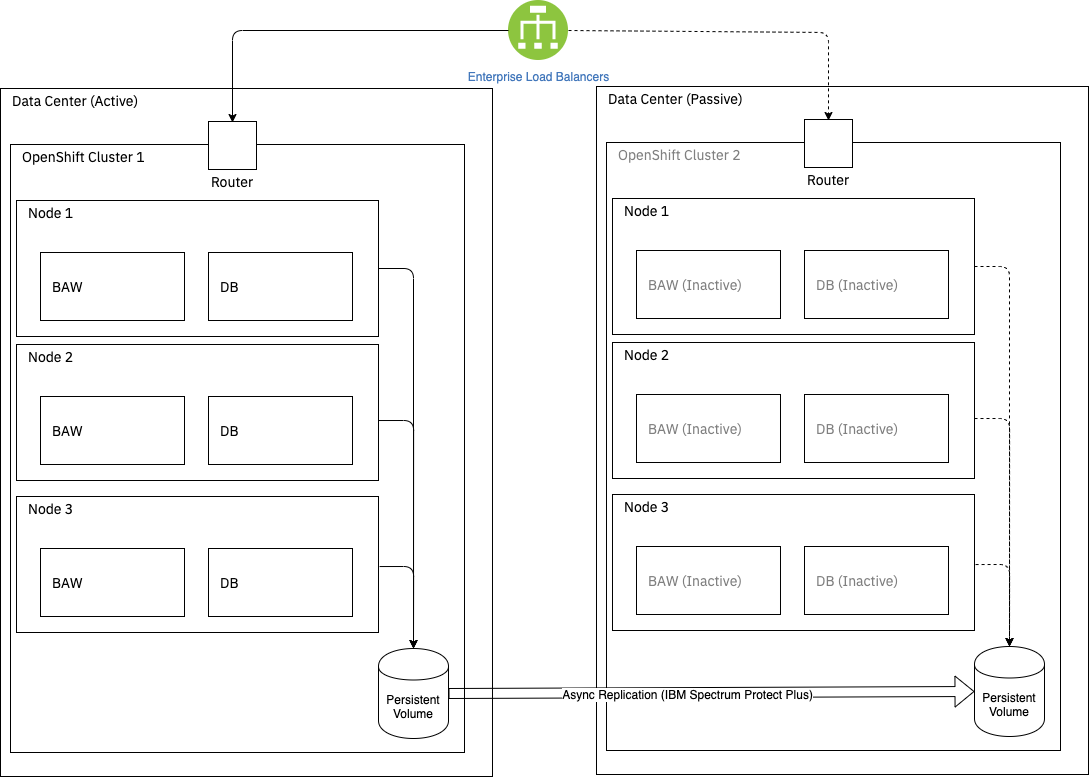 Enterprise Load Balancers
Data Center (Active)
OpenShift Cluster 1
Router
Node 1
BAW
DB
Node 2
BAW
DB
Node 3
BAW
DB
Persistent
Volume
Async Replication (IBM Spectrum Protect Plus)
Data Center (Passive)
OpenShift Cluster 2
Router
Node 1
BAW (Inactive)
DB (Inactive)
Node 2
BAW (Inactive)
DB (Inactive)
Node 3
BAW (Inactive)
DB (Inactive)
Persistent
Volume